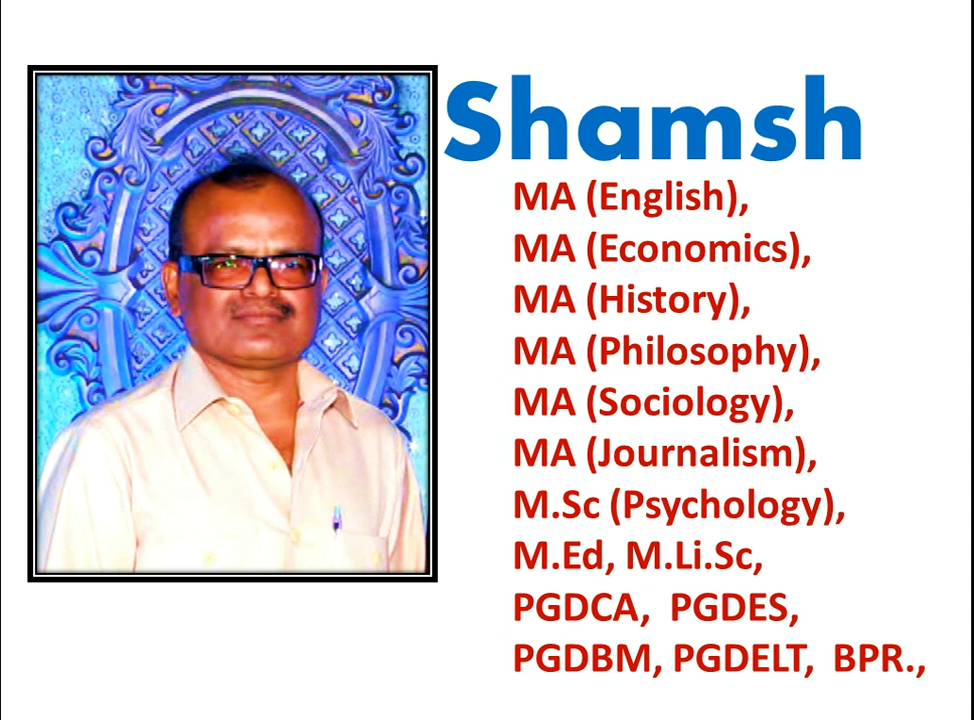 Shamsh
MA (English),
MA (Economics),
MA (History),
MA (Philosophy),
MA (Sociology),
MA (Journalism),
M.Sc (Psychology),
M.Ed, M.Li.Sc,
PGDCA, PGDES,
PGDBM, PGDELT, BPR.,